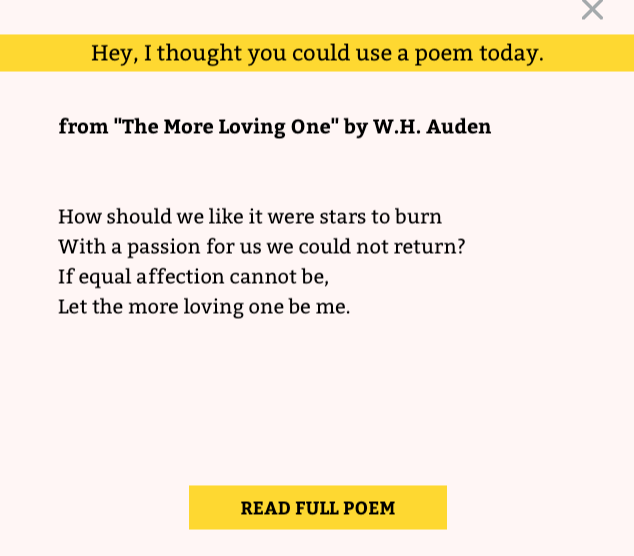 Hey, I thought you could use a poem today.
from "The More Loving One" by W.H. Auden
How should we like it were stars to burn
With a passion for us we could not return?
If equal affection cannot be,
Let the more loving one be me.
READ FULL POEM